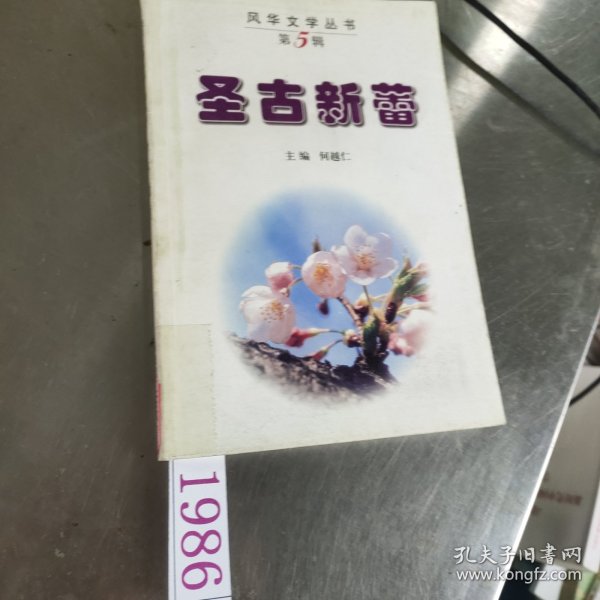 风华文学丛书
第5辑
圣古新蕾
主编 何越仁
1986
孔夫子旧书网
www.kongfz.com